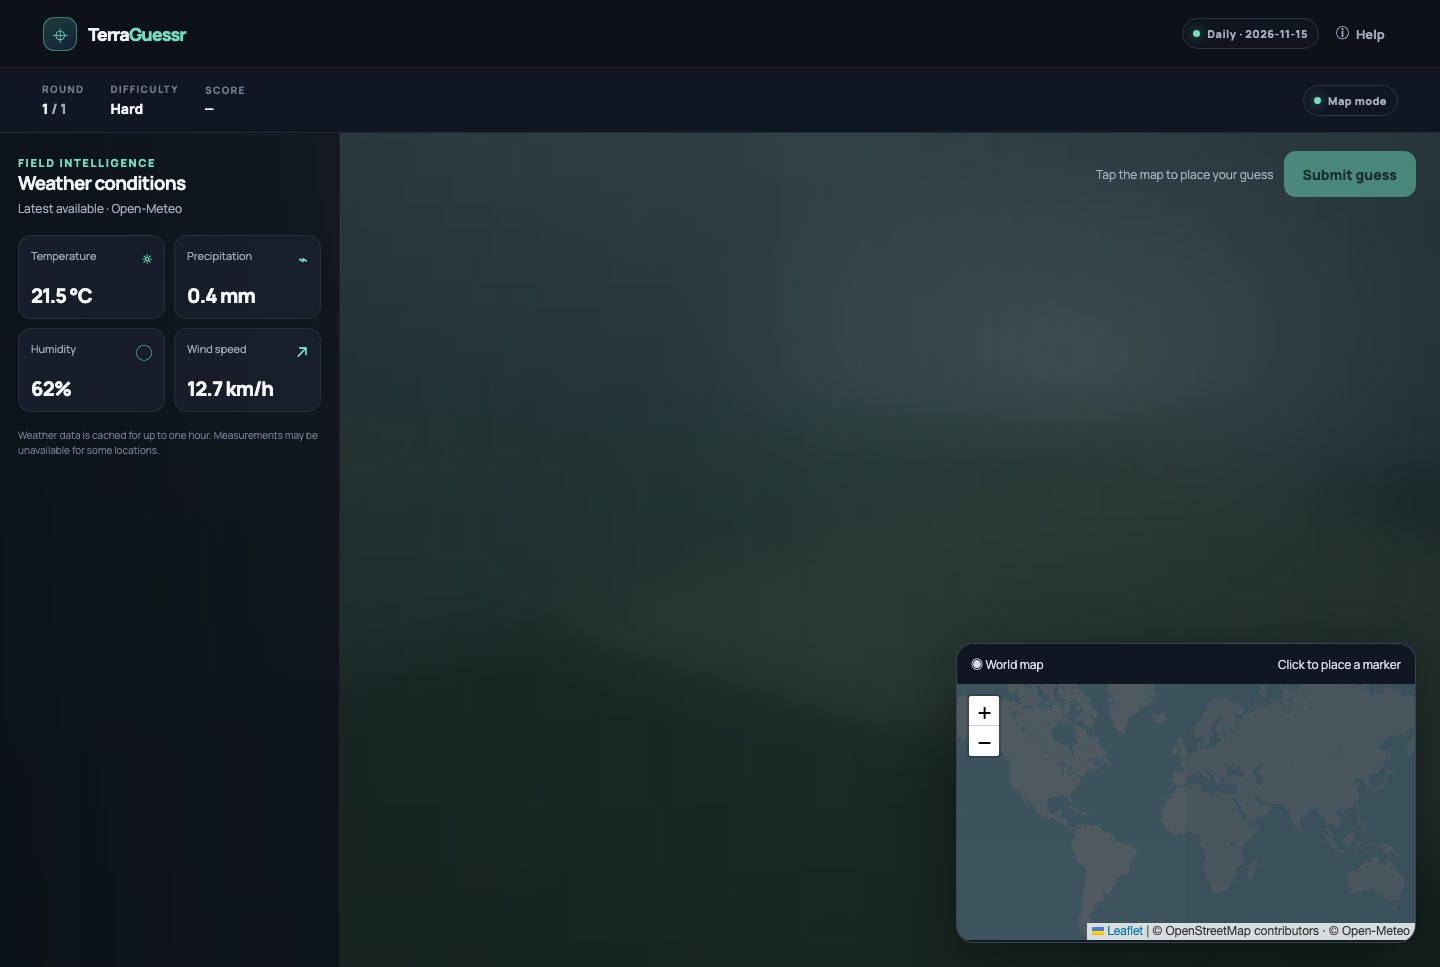 TerraGuessr
Daily · 2026-11-15
Help
ROUND
1 / 1
DIFFICULTY
Hard
SCORE
–
Map mode
FIELD INTELLIGENCE
Weather conditions
Latest available · Open-Meteo
Temperature
21.5 °C
Precipitation
0.4 mm
Humidity
62%
Wind speed
12.7 km/h
Weather data is cached for up to one hour. Measurements may be
unavailable for some locations.
Tap the map to place your guess
Submit guess
World map
Click to place a marker
+
−
Leaflet | © OpenStreetMap contributors · © Open-Meteo